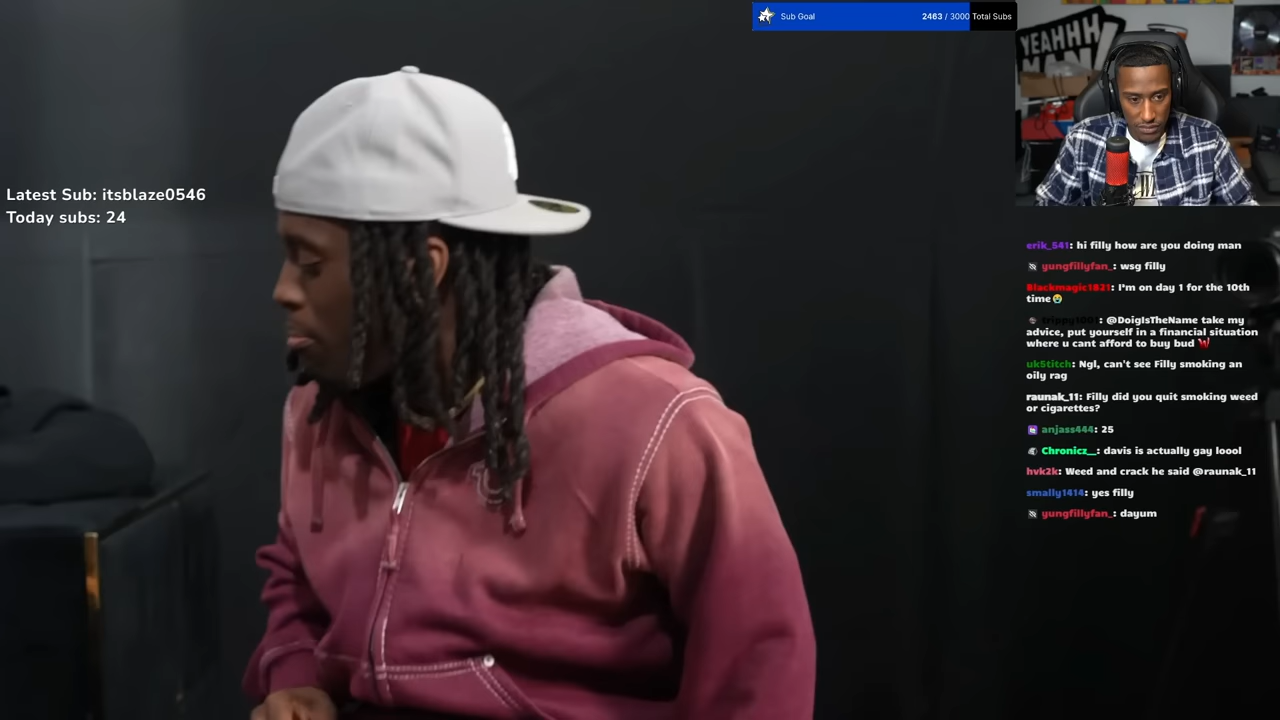 Sub Goal 2463 / 3000 Total Subs
YEAHHH
MAN!
Latest Sub: itsblaze0546
Today subs: 24
erik_541: hi filly how are you doing man
yungfillyfan_: wsg filly
Blackmagic1821: I'm on day 1 for the 10th
time😭
: @DoigIsTheName take my
advice, put yourself in a financial situation
where u cant afford to buy bud
uk5titch: Ngl, can't see Filly smoking an
oily rag
raunak_11: Filly did you quit smoking weed
or cigarettes?
anjass444: 25
Chronicz__: davis is actually gay loool
hvk2k: Weed and crack he said @raunak_11
smally1414: yes filly
yungfillyfan_: dayum